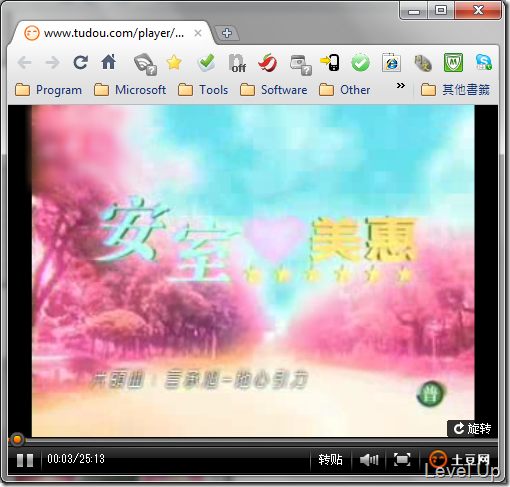 www.tudou.com/player/...
off
Program
Microsoft
Tools
Software
Other
»
其他書籤
安室美惠
片頭曲：言承旭-地心引力
普
旋转
00:03/25:13
转贴
土豆网
Level Up